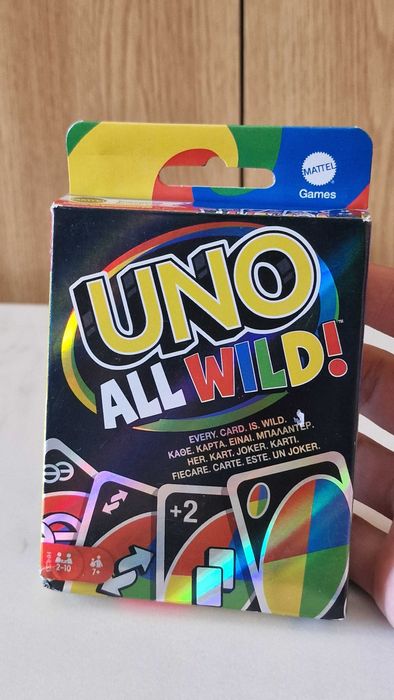 MATTEL
Games
UNO
TM
ALL WILD!
EVERY. CARD. IS. WILD.
ΚΑΘΕ. ΚΑΡΤΑ. ΕΙΝΑΙ. ΜΠΑΛΑΝΤΕΡ.
HER. KART. JOKER. KARTI.
FIECARE. CARTE. ESTE. UN JOKER.
+2
2-10
7+